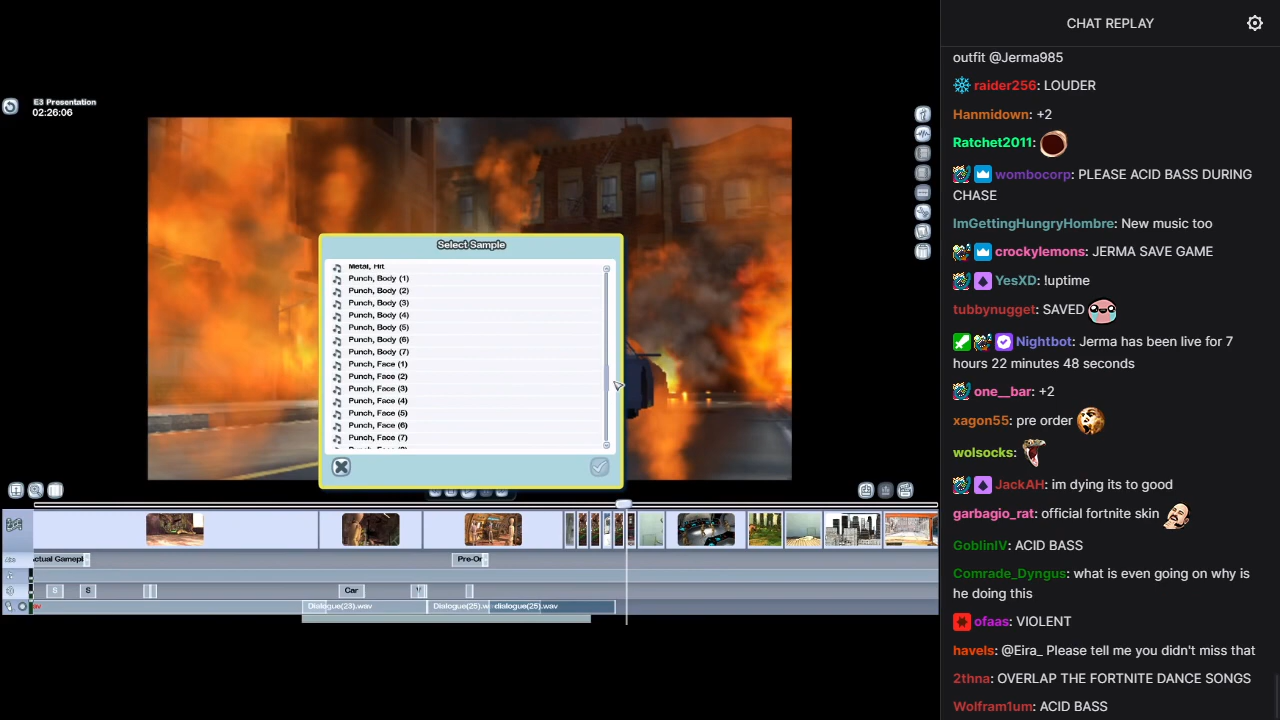 E3 Presentation
02:26:06
Select Sample
Metal, Hit
Punch, Body (1)
Punch, Body (2)
Punch, Body (3)
Punch, Body (4)
Punch, Body (5)
Punch, Body (6)
Punch, Body (7)
Punch, Face (1)
Punch, Face (2)
Punch, Face (3)
Punch, Face (4)
Punch, Face (5)
Punch, Face (6)
Punch, Face (7)
ctual Gamepl
Pre-Or
S
S
Car
Dialogue(23).wav
Dialogue(25).w
dialogue(25).wav
CHAT REPLAY
outfit @Jerma985
raider256: LOUDER
Hanmidown: +2
Ratchet2011:
wombocorp: PLEASE ACID BASS DURING
CHASE
ImGettingHungryHombre: New music too
crockylemons: JERMA SAVE GAME
YesXD: !uptime
tubbynugget: SAVED
Nightbot: Jerma has been live for 7
hours 22 minutes 48 seconds
one__bar: +2
xagon55: pre order
wolsocks:
JackAH: im dying its to good
garbagio_rat: official fortnite skin
GoblinIV: ACID BASS
Comrade_Dyngus: what is even going on why is
he doing this
ofaas: VIOLENT
havels: @Eira_ Please tell me you didn't miss that
2thna: OVERLAP THE FORTNITE DANCE SONGS
Wolfram1um: ACID BASS